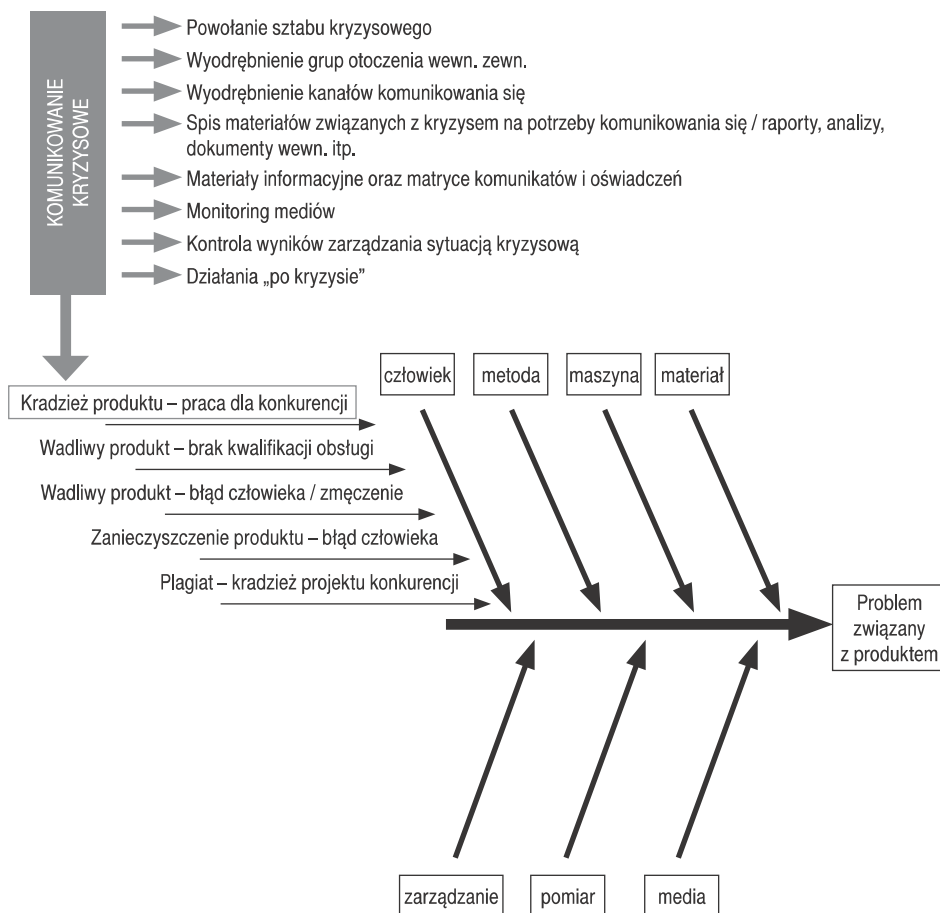 KOMUNIKOWANIE
KRYZYSOWE
Powołanie sztabu kryzysowego
Wyodrębnienie grup otoczenia wewn. zewn.
Wyodrębnienie kanałów komunikowania się
Spis materiałów związanych z kryzysem na potrzeby komunikowania się / raporty, analizy,
dokumenty wewn. itp.
Materiały informacyjne oraz matryce komunikatów i oświadczeń
Monitoring mediów
Kontrola wyników zarządzania sytuacją kryzysową
Działania „po kryzysie”
człowiek
metoda
maszyna
materiał
Kradzież produktu – praca dla konkurencji
Wadliwy produkt – brak kwalifikacji obsługi
Wadliwy produkt – błąd człowieka / zmęczenie
Zanieczyszczenie produktu – błąd człowieka
Plagiat – kradzież projektu konkurencji
Problem
związany
z produktem
zarządzanie
pomiar
media